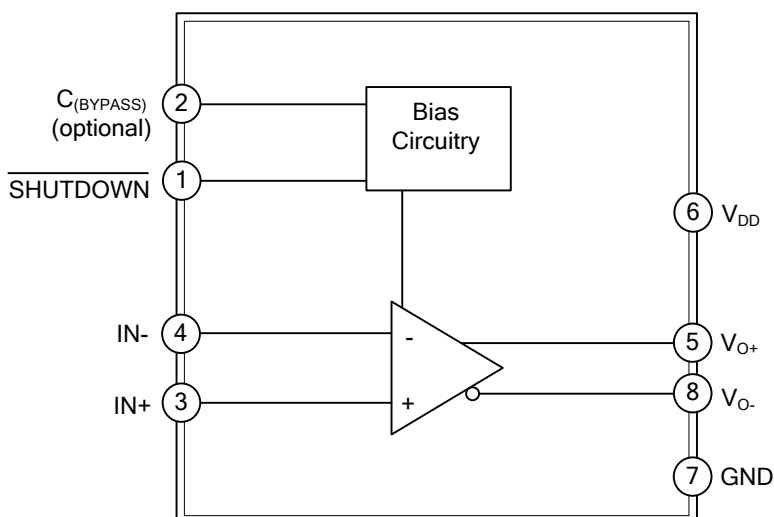 C(BYPASS)
(optional)
2
Bias
Circuitry
SHUTDOWN
1
6
VDD
IN-
4
-
5
VO+
IN+
3
+
8
VO-
7
GND